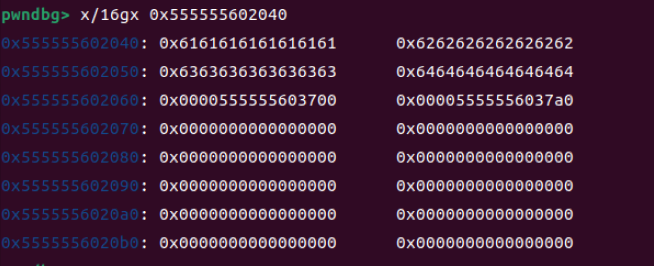 pwndbg> x/16gx 0x555555602040
0x555555602040: 0x6161616161616161 0x6262626262626262
0x555555602050: 0x6363636363636363 0x6464646464646464
0x555555602060: 0x0000555555603700 0x00005555556037a0
0x555555602070: 0x0000000000000000 0x0000000000000000
0x555555602080: 0x0000000000000000 0x0000000000000000
0x555555602090: 0x0000000000000000 0x0000000000000000
0x5555556020a0: 0x0000000000000000 0x0000000000000000
0x5555556020b0: 0x0000000000000000 0x0000000000000000